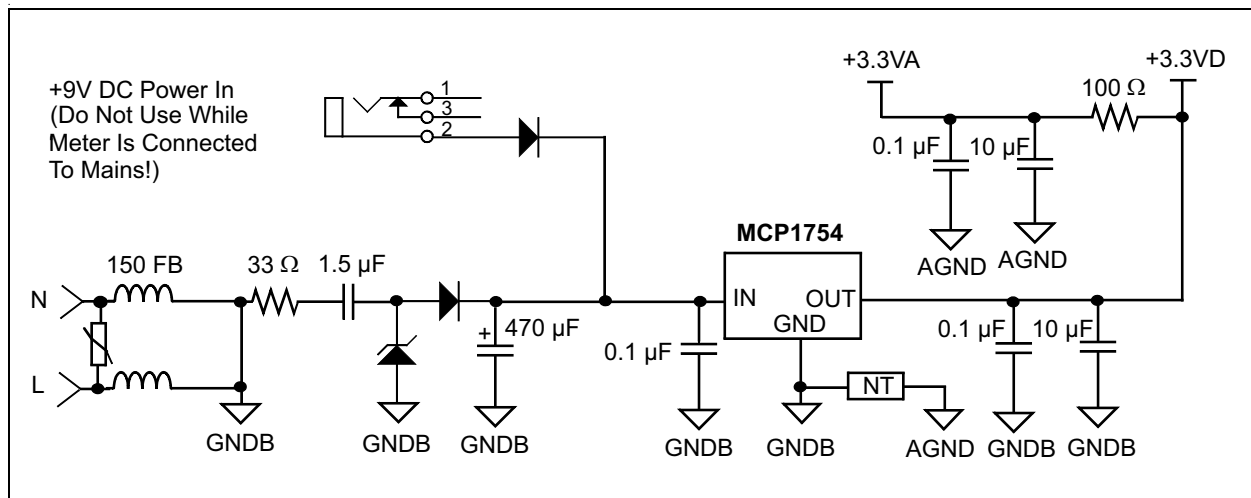 +9V DC Power In
(Do Not Use While
Meter Is Connected
To Mains!)
1
3
2
+3.3VA
+3.3VD
100 Ω
0.1 µF
10 µF
AGND
AGND
MCP1754
IN
OUT
GND
N
L
150 FB
33 Ω
1.5 µF
+
470 µF
0.1 µF
0.1 µF
10 µF
NT
GNDB
GNDB
GNDB
GNDB
GNDB
AGND
GNDB
GNDB